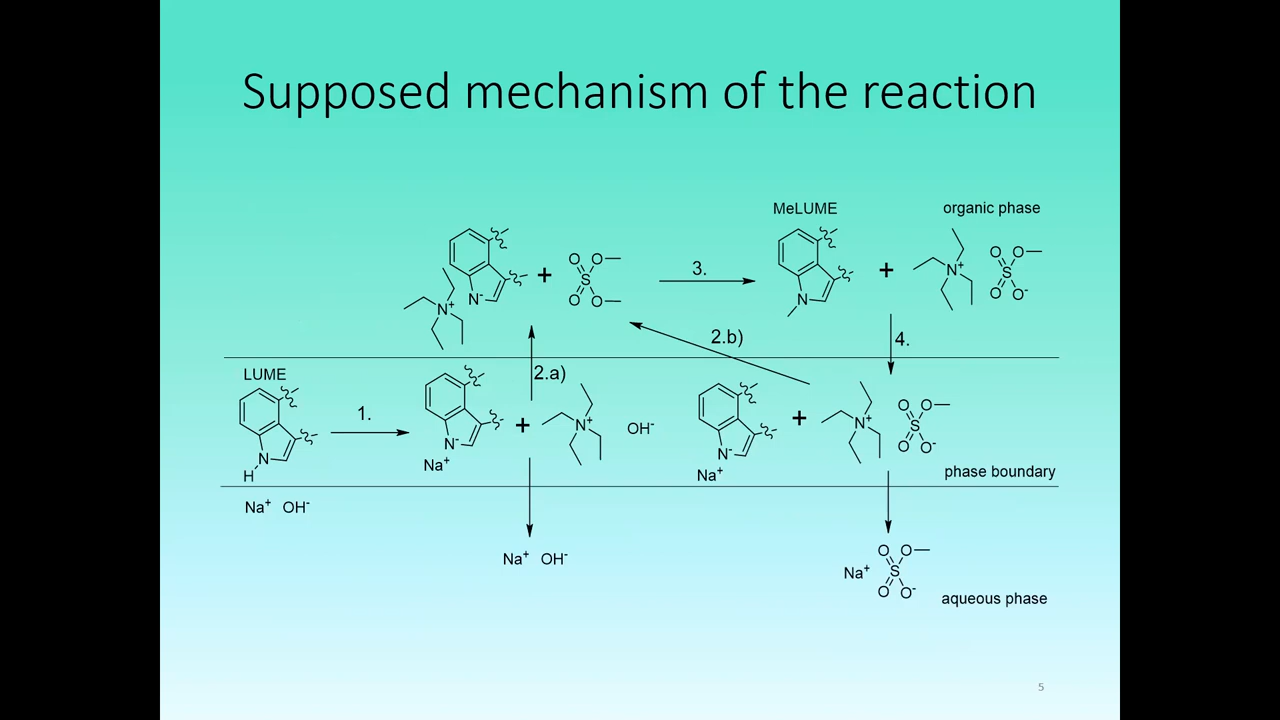 Supposed mechanism of the reaction
MeLUME
organic phase
N⁻
N⁺
+
O
O
S
O
O
3.
N
+
N⁺
O
O
S
O
O⁻
2.b)
4.
LUME
2.a)
1.
N
H
N⁻
Na⁺
+
N⁺
OH⁻
N⁻
Na⁺
+
N⁺
O
O
S
O
O⁻
phase boundary
Na⁺ OH⁻
Na⁺ OH⁻
Na⁺
O
O
S
O
O⁻
aqueous phase
5